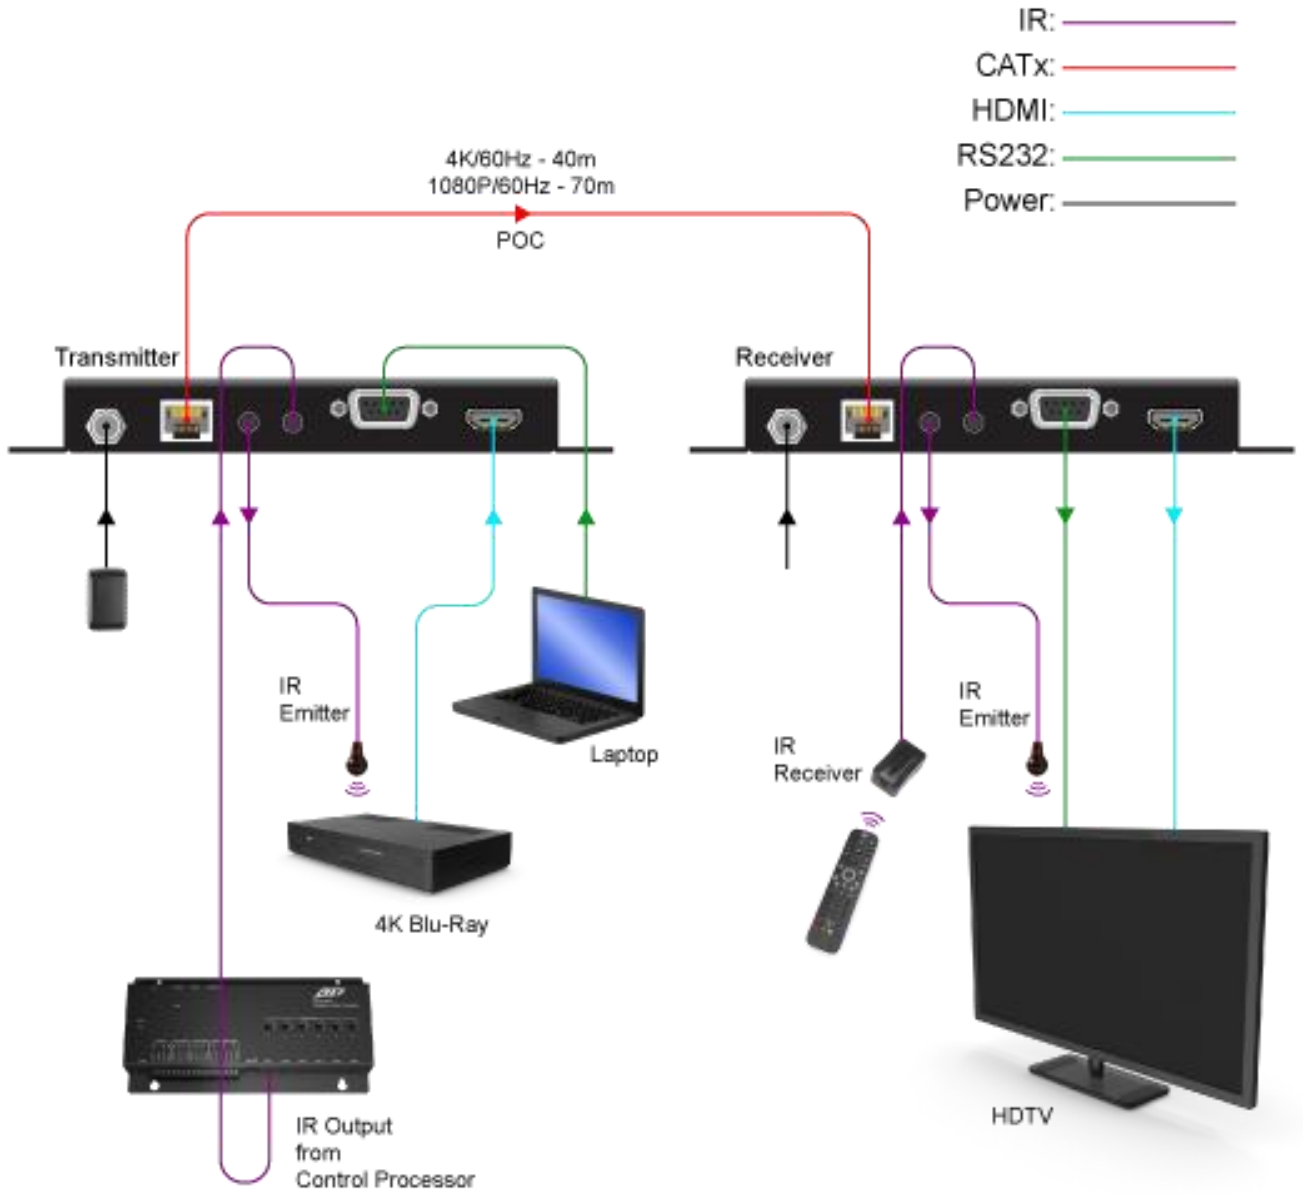 IR:
CATx:
HDMI:
RS232:
Power:
4K/60Hz - 40m
1080P/60Hz - 70m
POC
Transmitter
Receiver
IR
Emitter
Laptop
IR
Emitter
IR
Receiver
4K Blu-Ray
HDTV
IR Output
from
Control Processor